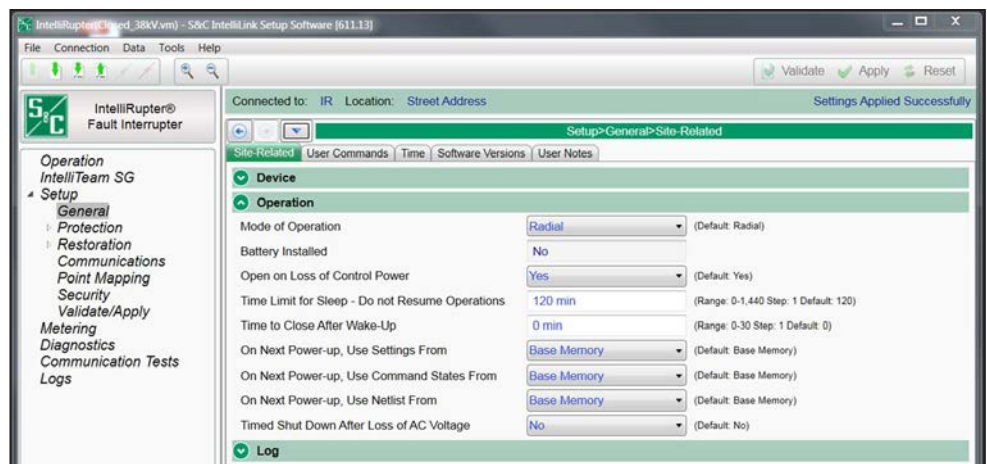 IntelliRupter(Closed_38kV.vm) - S&C IntelliLink Setup Software [611.13]
File Connection Data Tools Help
Validate Apply Reset
S&C IntelliRupter®
Fault Interrupter
Connected to: IR Location: Street Address Settings Applied Successfully
Setup>General>Site-Related
Site-Related User Commands Time Software Versions User Notes
Operation
IntelliTeam SG
Setup
General
Protection
Restoration
Communications
Point Mapping
Security
Validate/Apply
Metering
Diagnostics
Communication Tests
Logs
Device
Operation
Mode of Operation Radial (Default: Radial)
Battery Installed No
Open on Loss of Control Power Yes (Default: Yes)
Time Limit for Sleep - Do not Resume Operations 120 min (Range: 0-1,440 Step: 1 Default: 120)
Time to Close After Wake-Up 0 min (Range: 0-30 Step: 1 Default: 0)
On Next Power-up, Use Settings From Base Memory (Default: Base Memory)
On Next Power-up, Use Command States From Base Memory (Default: Base Memory)
On Next Power-up, Use Netlist From Base Memory (Default: Base Memory)
Timed Shut Down After Loss of AC Voltage No (Default: No)
Log